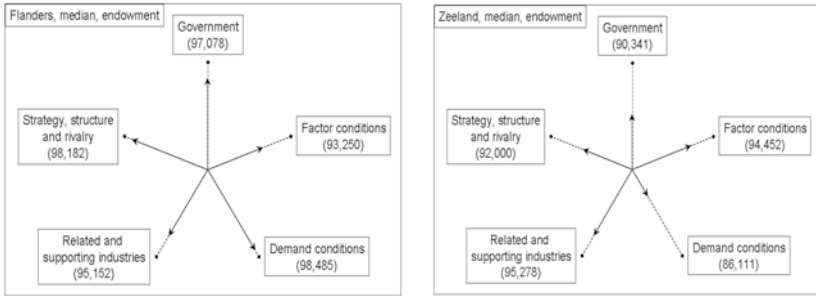 Flanders, median, endowment
Government
(97,078)
Strategy, structure
and rivalry
(98,182)
Factor conditions
(93,250)
Related and
supporting industries
(95,152)
Demand conditions
(98,485)
Zeeland, median, endowment
Government
(90,341)
Strategy, structure
and rivalry
(92,000)
Factor conditions
(94,452)
Related and
supporting industries
(95,278)
Demand conditions
(86,111)